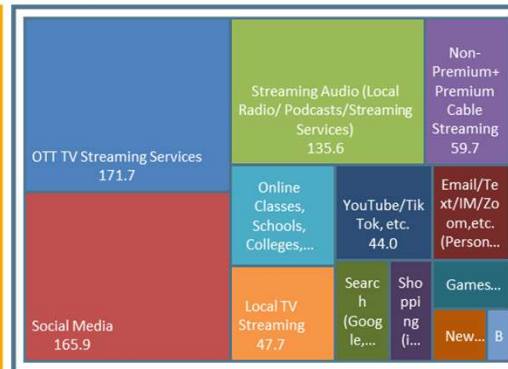 OTT TV Streaming Services
171.7
Social Media
165.9
Streaming Audio (Local
Radio/ Podcasts/Streaming
Services)
135.6
Non-
Premium+
Premium
Cable
Streaming
59.7
Online
Classes,
Schools,
Colleges,...
Local TV
Streaming
47.7
YouTube/Tik
Tok, etc.
44.0
Email/Te
xt/IM/Zo
om,etc.
(Person...
Searc
h
(Goog
le,...
Sho
ppi
ng
(i...
Games...
New...
B